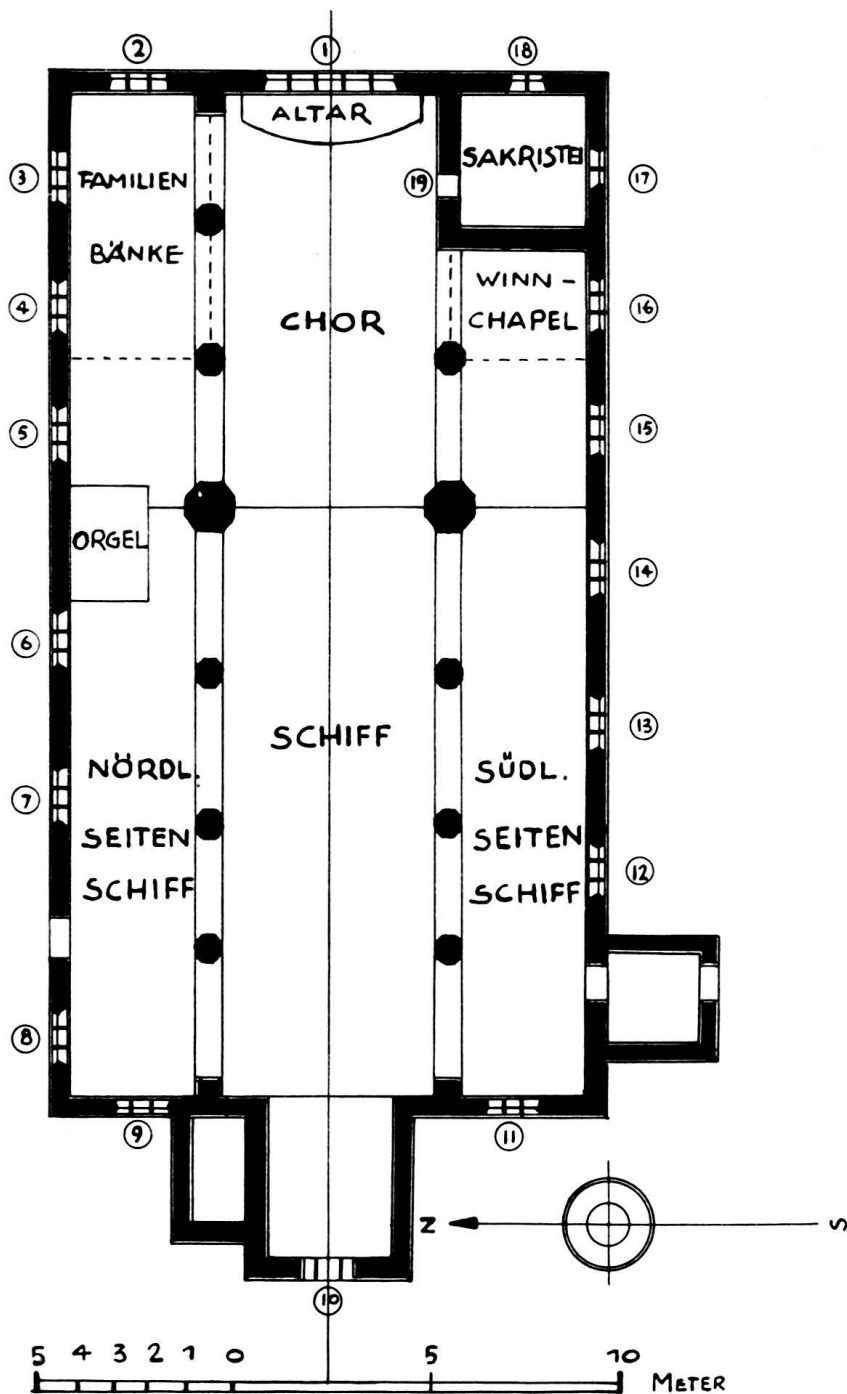 2 1 18
ALTAR
3 FAMILIEN
BÄNKE
19 SAKRISTEI 17
4 CHOR
WINN-
CHAPEL
16
5 15
ORGEL 14
6
SCHIFF
13
7 NÖRDL.
SEITEN
SCHIFF
SÜDL.
SEITEN
SCHIFF
12
8
9 11
N S
10
5 4 3 2 1 0 5 10
METER